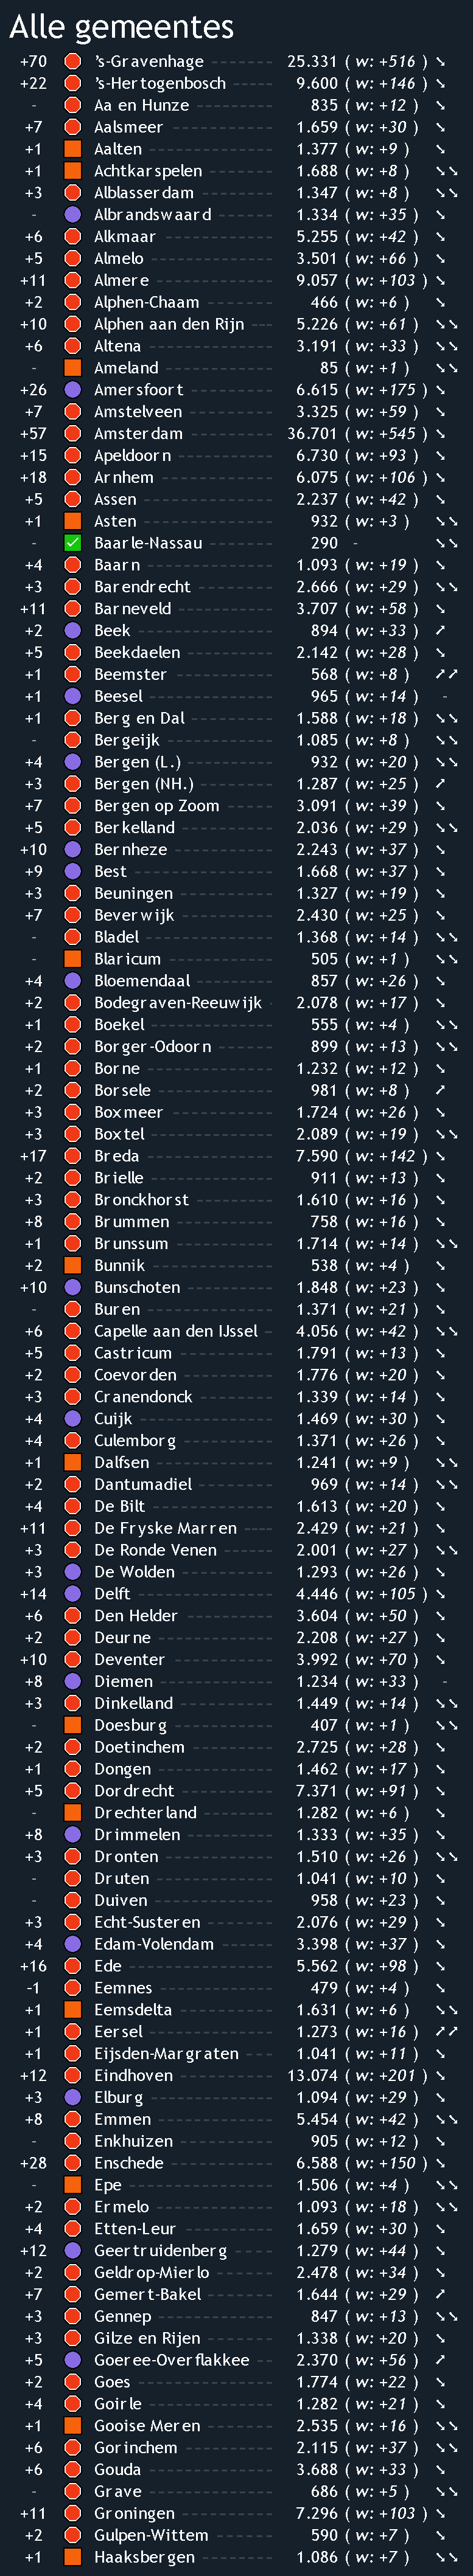 Alle gemeentes
+70 's-Gravenhage 25.331 ( w: +516 ) ↘
+22 's-Hertogenbosch 9.600 ( w: +146 ) ↘
- Aa en Hunze 835 ( w: +12 ) ↘
+7 Aalsmeer 1.659 ( w: +30 ) ↘
+1 Aalten 1.377 ( w: +9 ) ↘
+1 Achtkarspelen 1.688 ( w: +8 ) ↘↘
+3 Alblasserdam 1.347 ( w: +8 ) ↘↘
- Albrandswaard 1.334 ( w: +35 ) ↘
+6 Alkmaar 5.255 ( w: +42 ) ↘
+5 Almelo 3.501 ( w: +66 ) ↘
+11 Almere 9.057 ( w: +103 ) ↘
+2 Alphen-Chaam 466 ( w: +6 ) ↘
+10 Alphen aan den Rijn 5.226 ( w: +61 ) ↘↘
+6 Altena 3.191 ( w: +33 ) ↘↘
- Ameland 85 ( w: +1 ) ↘↘
+26 Amersfoort 6.615 ( w: +175 ) ↘
+7 Amstelveen 3.325 ( w: +59 ) ↘
+57 Amsterdam 36.701 ( w: +545 ) ↘
+15 Apeldoorn 6.730 ( w: +93 ) ↘
+18 Arnhem 6.075 ( w: +106 ) ↘
+5 Assen 2.237 ( w: +42 ) ↘
+1 Asten 932 ( w: +3 ) ↘↘
- Baarle-Nassau 290 - ↘↘
+4 Baarn 1.093 ( w: +19 ) ↘
+3 Barendrecht 2.666 ( w: +29 ) ↘↘
+11 Barneveld 3.707 ( w: +58 ) ↘
+2 Beek 894 ( w: +33 ) ↗
+5 Beekdaelen 2.142 ( w: +28 ) ↘
+1 Beemster 568 ( w: +8 ) ↗↗
+1 Beesel 965 ( w: +14 ) -
+1 Berg en Dal 1.588 ( w: +18 ) ↘↘
- Bergeijk 1.085 ( w: +8 ) ↘↘
+4 Bergen (L.) 932 ( w: +20 ) ↘↘
+3 Bergen (NH.) 1.287 ( w: +25 ) ↗
+7 Bergen op Zoom 3.091 ( w: +39 ) ↘
+5 Berkelland 2.036 ( w: +29 ) ↘↘
+10 Bernheze 2.243 ( w: +37 ) ↘
+9 Best 1.668 ( w: +37 ) ↘
+3 Beuningen 1.327 ( w: +19 ) ↘
+7 Beverwijk 2.430 ( w: +25 ) ↘
- Bladel 1.368 ( w: +14 ) ↘↘
- Blaricum 505 ( w: +1 ) ↘↘
+4 Bloemendaal 857 ( w: +26 ) ↘
+2 Bodegraven-Reeuwijk 2.078 ( w: +17 ) ↘
+1 Boekel 555 ( w: +4 ) ↘↘
+2 Borger-Odoorn 899 ( w: +13 ) ↘↘
+1 Borne 1.232 ( w: +12 ) ↘
+2 Borsele 981 ( w: +8 ) ↗
+3 Boxmeer 1.724 ( w: +26 ) ↘
+3 Boxtel 2.089 ( w: +19 ) ↘↘
+17 Breda 7.590 ( w: +142 ) ↘
+2 Brielle 911 ( w: +13 ) ↘
+3 Bronckhorst 1.610 ( w: +16 ) ↘
+8 Brummen 758 ( w: +16 ) ↘
+1 Brunssum 1.714 ( w: +14 ) ↘↘
+2 Bunnik 538 ( w: +4 ) ↘
+10 Bunschoten 1.848 ( w: +23 ) ↘
- Buren 1.371 ( w: +21 ) ↘
+6 Capelle aan den IJssel 4.056 ( w: +42 ) ↘↘
+5 Castricum 1.791 ( w: +13 ) ↘
+2 Coevorden 1.776 ( w: +20 ) ↘
+3 Cranendonck 1.339 ( w: +14 ) ↘
+4 Cuijk 1.469 ( w: +30 ) ↘
+4 Culemborg 1.371 ( w: +26 ) ↘
+1 Dalfsen 1.241 ( w: +9 ) ↘↘
+2 Dantumadiel 969 ( w: +14 ) ↘↘
+4 De Bilt 1.613 ( w: +20 ) ↘
+11 De Fryske Marren 2.429 ( w: +21 ) ↘
+3 De Ronde Venen 2.001 ( w: +27 ) ↘↘
+3 De Wolden 1.293 ( w: +26 ) ↘
+14 Delft 4.446 ( w: +105 ) ↘
+6 Den Helder 3.604 ( w: +50 ) ↘
+2 Deurne 2.208 ( w: +27 ) ↘
+10 Deventer 3.992 ( w: +70 ) ↘
+8 Diemen 1.234 ( w: +33 ) -
+3 Dinkelland 1.449 ( w: +14 ) ↘↘
- Doesburg 407 ( w: +1 ) ↘↘
+2 Doetinchem 2.725 ( w: +28 ) ↘
+1 Dongen 1.462 ( w: +17 ) ↘
+5 Dordrecht 7.371 ( w: +91 ) ↘
- Drechterland 1.282 ( w: +6 ) ↘
+8 Drimmelen 1.333 ( w: +35 ) ↘
+3 Dronten 1.510 ( w: +26 ) ↘↘
- Druten 1.041 ( w: +10 ) ↘
- Duiven 958 ( w: +23 ) ↘
+3 Echt-Susteren 2.076 ( w: +29 ) ↘
+4 Edam-Volendam 3.398 ( w: +37 ) ↘
+16 Ede 5.562 ( w: +98 ) ↘
-1 Eemnes 479 ( w: +4 ) ↘
+1 Eemsdelta 1.631 ( w: +6 ) ↘↘
+1 Eersel 1.273 ( w: +16 ) ↗↗
+1 Eijsden-Margraten 1.041 ( w: +11 ) ↘
+12 Eindhoven 13.074 ( w: +201 ) ↘
+3 Elburg 1.094 ( w: +29 ) ↘
+8 Emmen 5.454 ( w: +42 ) ↘↘
- Enkhuizen 905 ( w: +12 ) ↘
+28 Enschede 6.588 ( w: +150 ) ↘
- Epe 1.506 ( w: +4 ) ↘↘
+2 Ermelo 1.093 ( w: +18 ) ↘↘
+4 Etten-Leur 1.659 ( w: +30 ) ↘
+12 Geertruidenberg 1.279 ( w: +44 ) ↘
+2 Geldrop-Mierlo 2.478 ( w: +34 ) ↘
+7 Gemert-Bakel 1.644 ( w: +29 ) ↗
+3 Gennep 847 ( w: +13 ) ↘↘
+3 Gilze en Rijen 1.338 ( w: +20 ) ↘
+5 Goeree-Overflakkee 2.370 ( w: +56 ) ↗
+2 Goes 1.774 ( w: +22 ) ↘
+4 Goirle 1.282 ( w: +21 ) ↘
+1 Gooise Meren 2.535 ( w: +16 ) ↘↘
+6 Gorinchem 2.115 ( w: +37 ) ↘↘
+6 Gouda 3.688 ( w: +33 ) ↘
- Grave 686 ( w: +5 ) ↘↘
+11 Groningen 7.296 ( w: +103 ) ↘
+2 Gulpen-Wittem 590 ( w: +7 ) ↘
+1 Haaksbergen 1.086 ( w: +7 ) ↘↘